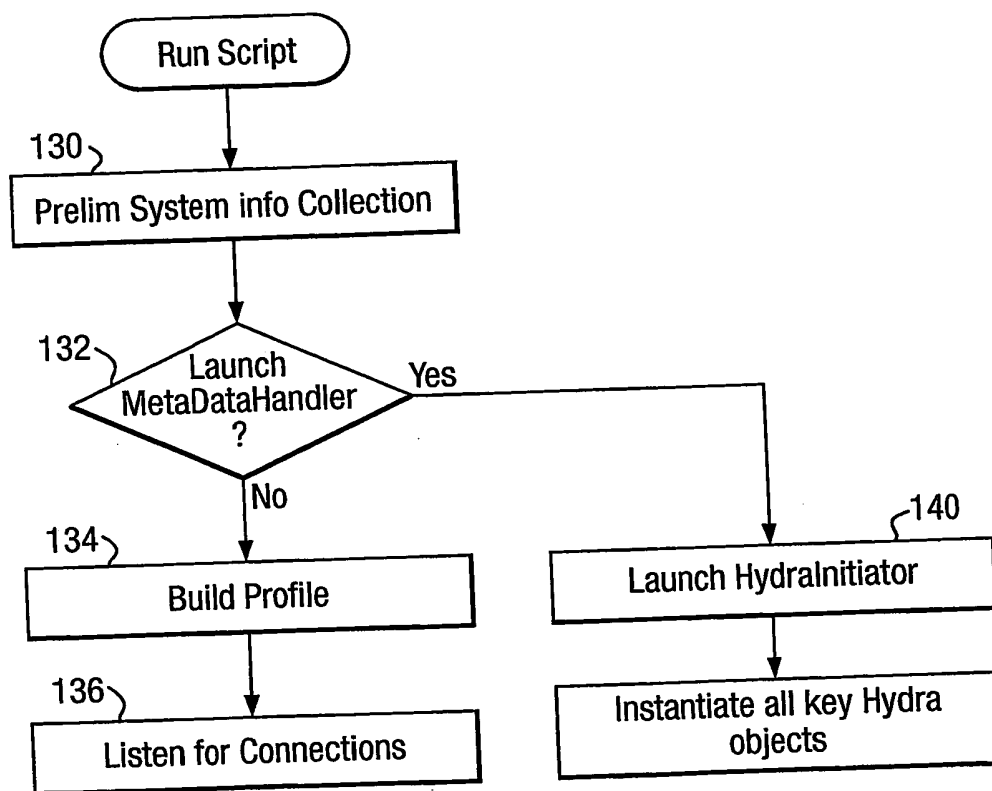 Run Script
130
Prelim System info Collection
132
Launch
MetaDataHandler
?
Yes
No
134
Build Profile
140
Launch HydraInitiator
136
Listen for Connections
Instantiate all key Hydra
objects